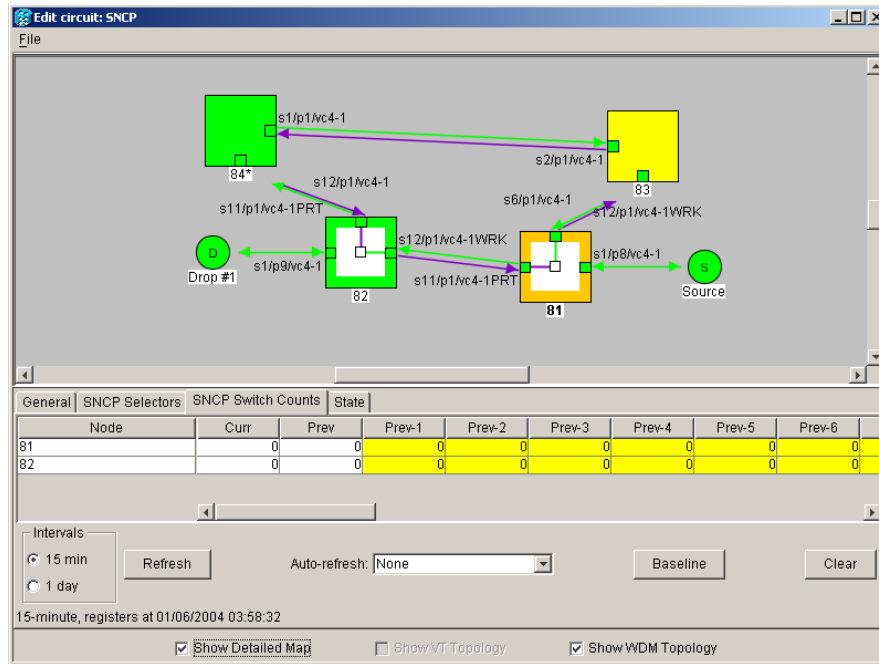 Edit circuit: SNCP
File
s1/p1/vc4-1
s2/p1/vc4-1
84*
83
s12/p1/vc4-1
s11/p1/vc4-1PRT
s6/p1/vc4-1
s12/p1/vc4-1WRK
D
Drop #1
s1/p9/vc4-1
82
s12/p1/vc4-1WRK
s11/p1/vc4-1PRT
81
s1/p8/vc4-1
S
Source
General SNCP Selectors SNCP Switch Counts State
Node Curr Prev Prev-1 Prev-2 Prev-3 Prev-4 Prev-5 Prev-6
81 0 0 0 0 0 0 0 0
82 0 0 0 0 0 0 0 0
Intervals
15 min Refresh Auto-refresh: None Baseline Clear
1 day
15-minute, registers at 01/06/2004 03:58:32
Show Detailed Map Show VT Topology Show WDM Topology